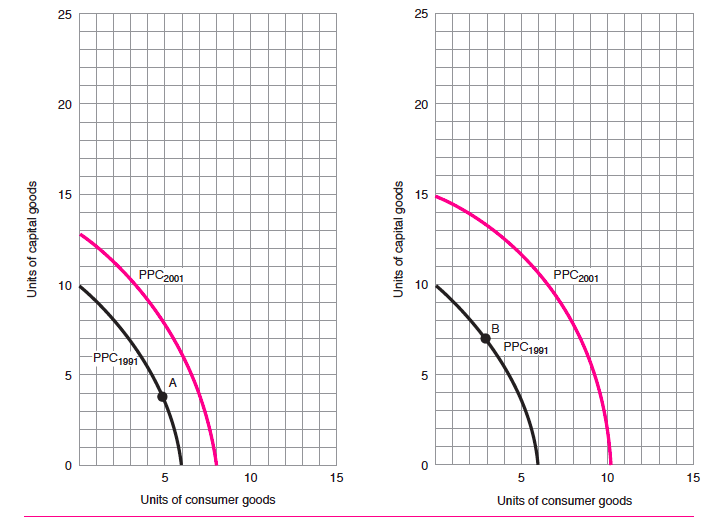 25
20
15
10
5
0
Units of capital goods
PPC2001
PPC1991
A
5
10
15
Units of consumer goods
25
20
15
10
5
0
Units of capital goods
PPC2001
B
PPC1991
5
10
15
Units of consumer goods